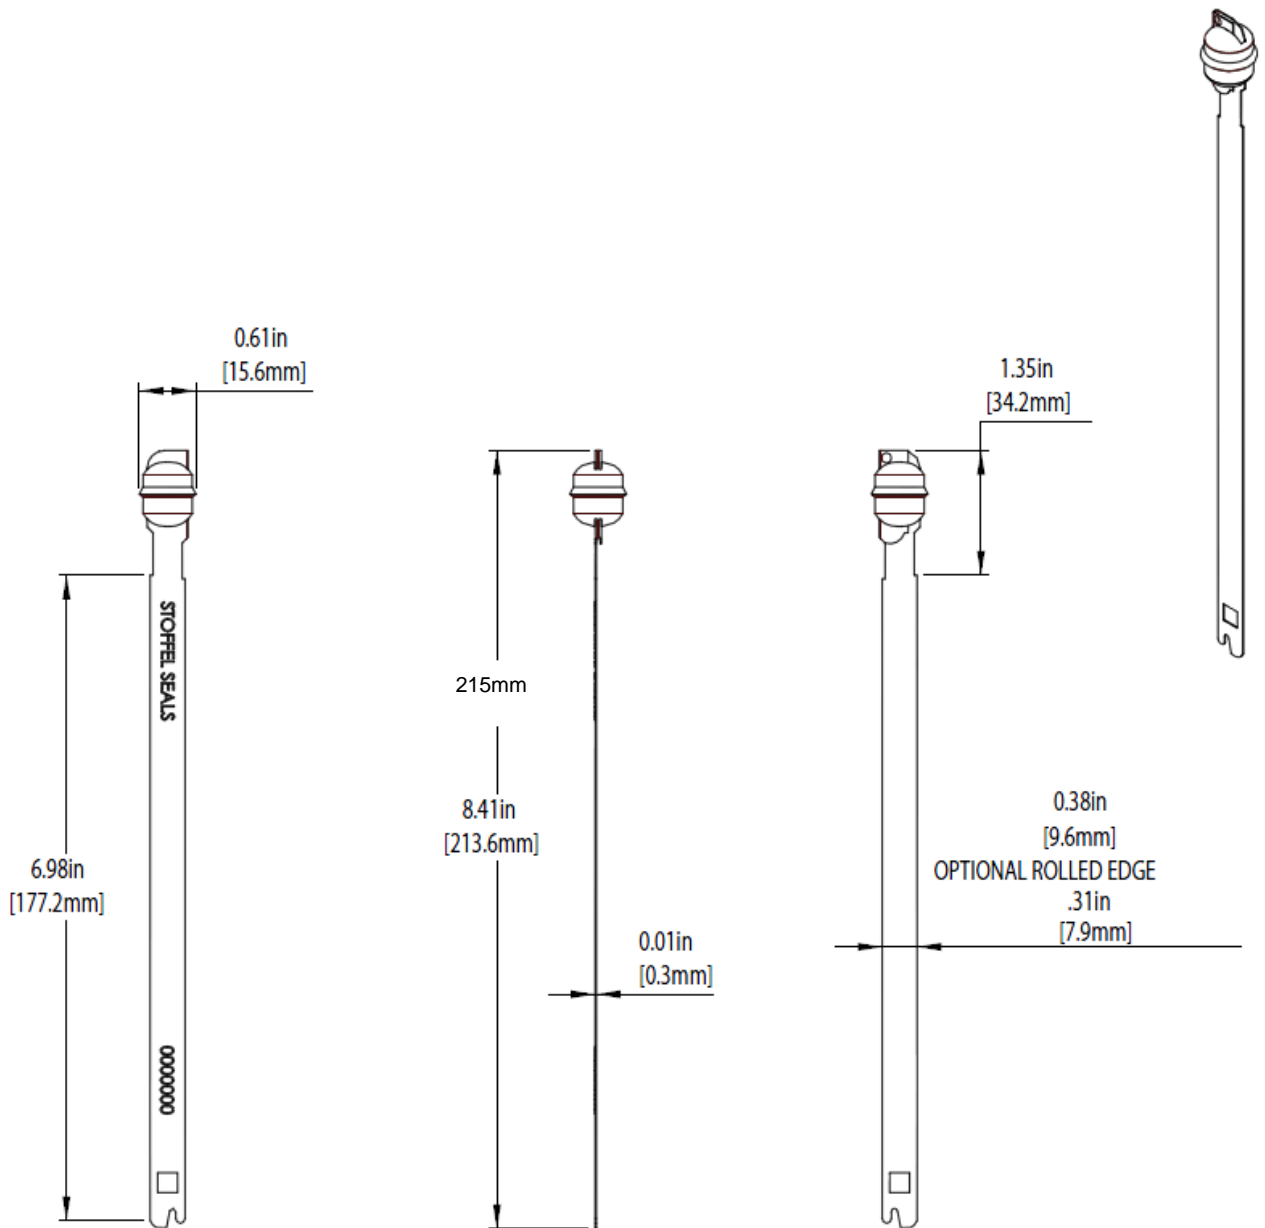 0.61in
[15.6mm]
1.35in
[34.2mm]
STOFFEL SEALS
215mm
8.41in
[213.6mm]
6.98in
[177.2mm]
0.38in
[9.6mm]
OPTIONAL ROLLED EDGE
.31in
[7.9mm]
0.01in
[0.3mm]
0000000